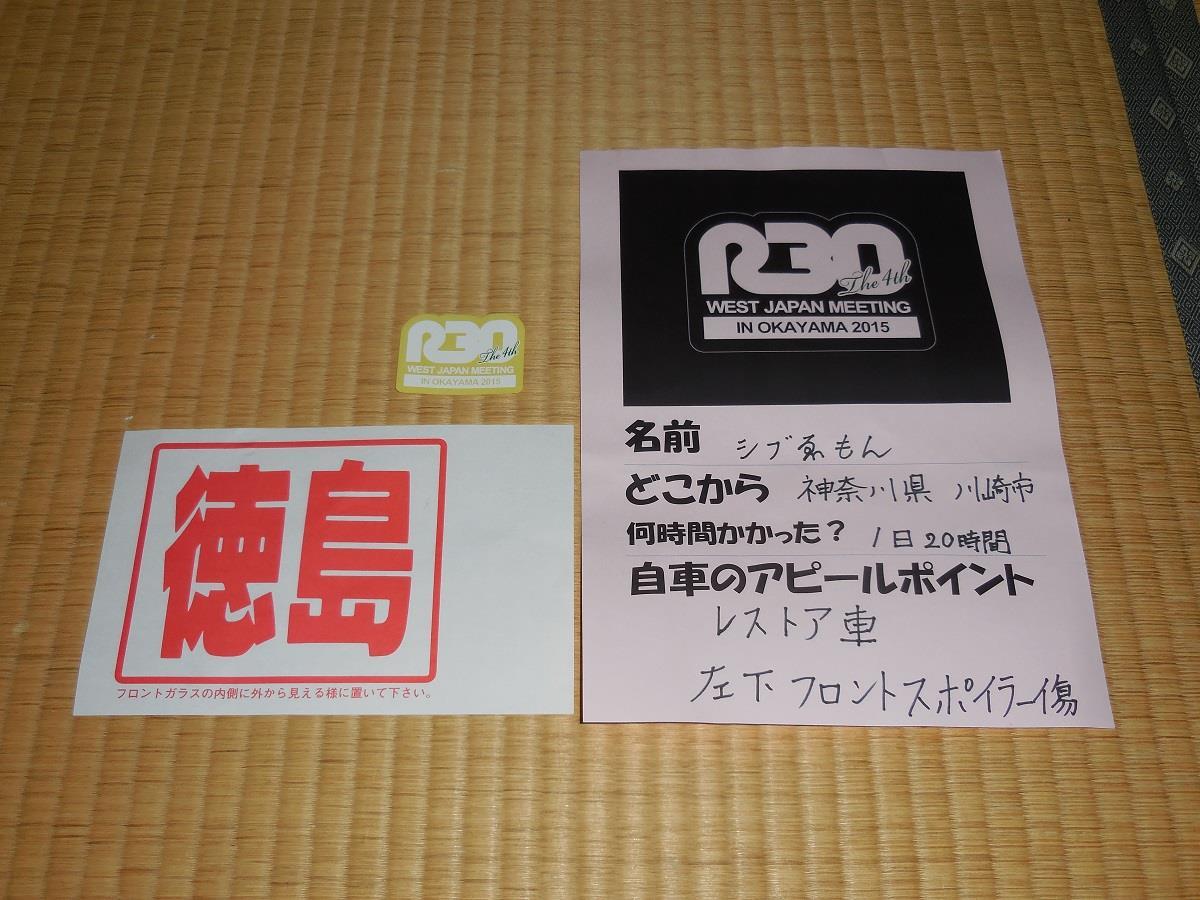 R30
The 4th
WEST JAPAN MEETING
IN OKAYAMA 2015
徳島
フロントガラスの内側に外から見える様に置いて下さい。
R30
The 4th
WEST JAPAN MEETING
IN OKAYAMA 2015
名前 シブゑもん
どこから 神奈川県 川崎市
何時間かかった? 1日20時間
自車のアピールポイント
レストア車
左下フロントスポイラー傷